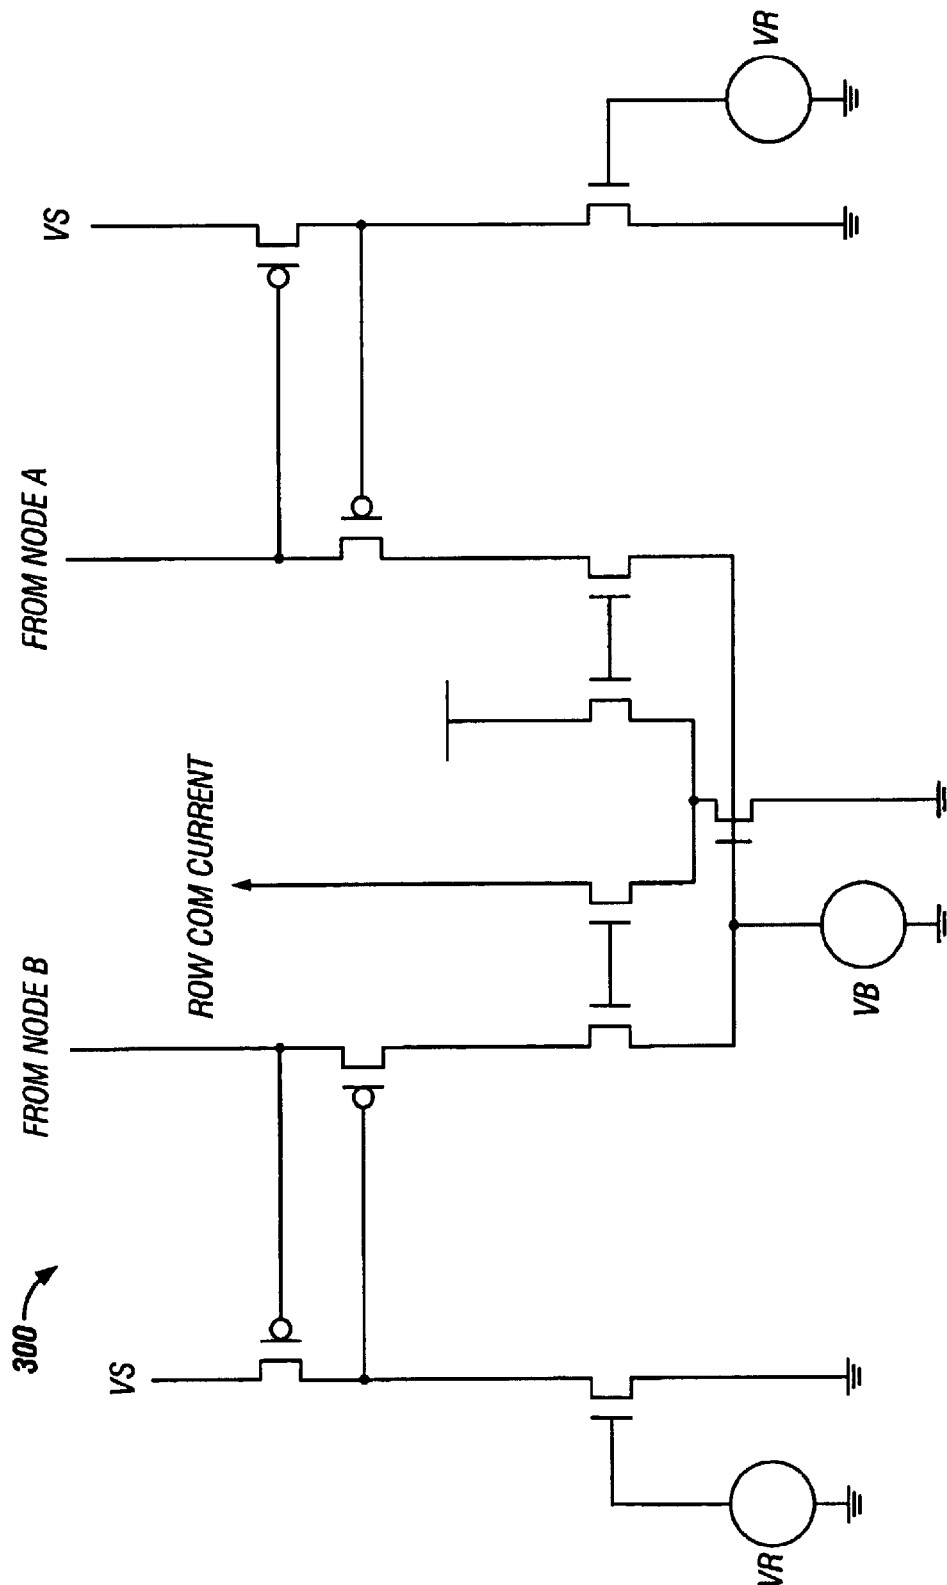 300
VS
VR
FROM NODE B
ROW COM CURRENT
VB
FROM NODE A
VS
VR